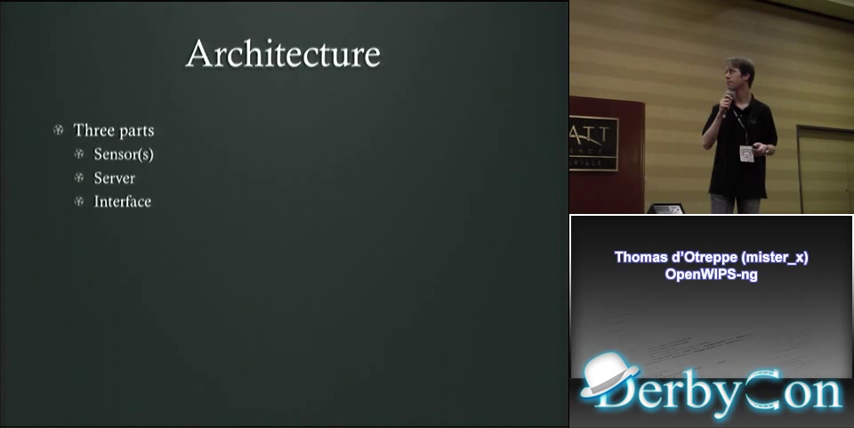 Architecture
Three parts
Sensor(s)
Server
Interface
Thomas d'Otreppe (mister_x)
OpenWIPS-ng
DerbyCon